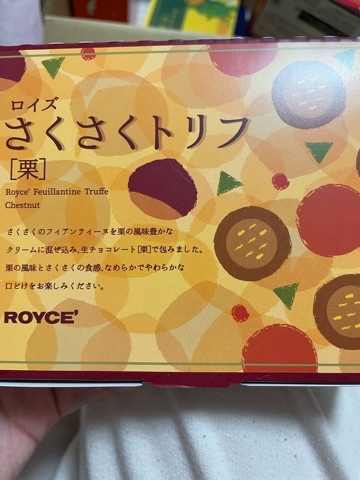 ロイズ
さくさくトリフ
[栗]
Royce' Feuillantine Truffe
Chestnut
さくさくのフィアンティーヌを栗の風味豊かな
クリームに混ぜ込み、生チョコレート[栗]で包みました。
栗の風味とさくさくの食感、なめらかでやわらかな
口どけをお楽しみください。
ROYCE'